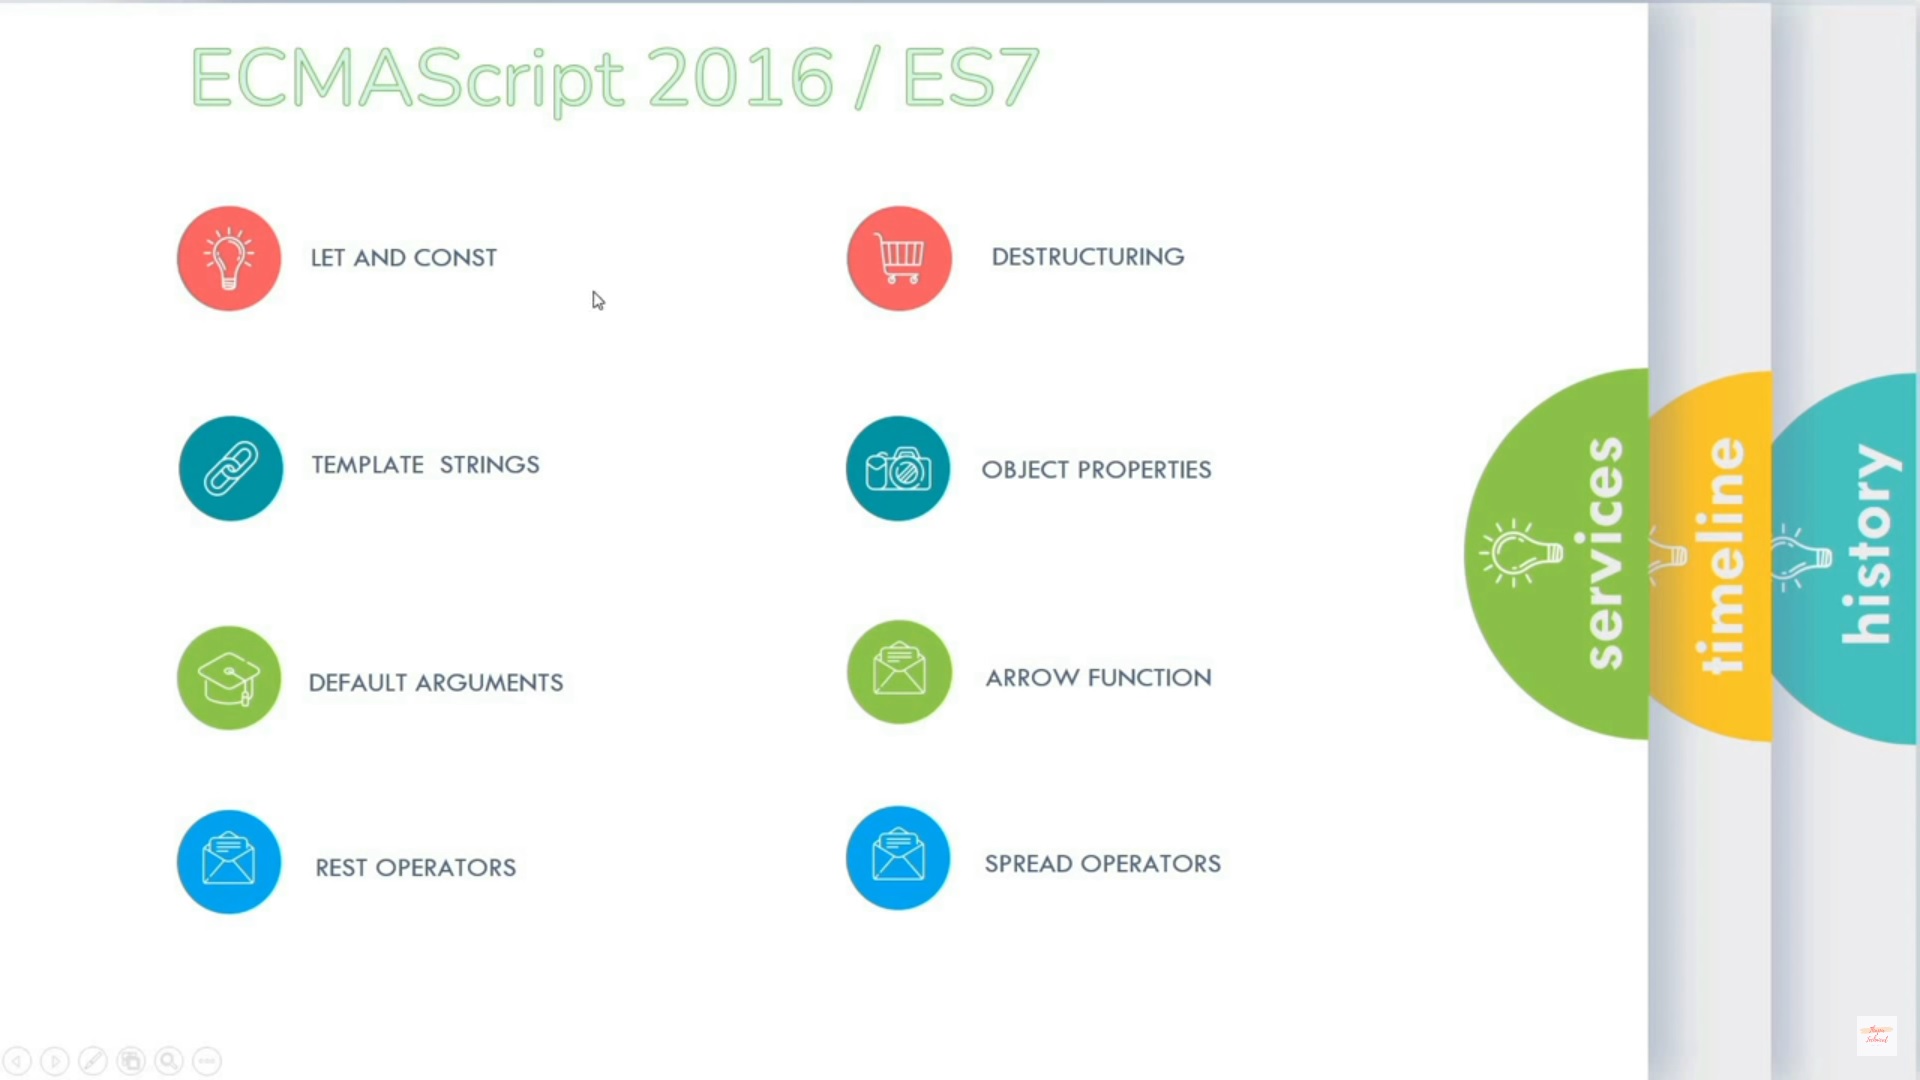 ECMAScript 2016 / ES7
LET AND CONST
DESTRUCTURING
TEMPLATE STRINGS
OBJECT PROPERTIES
DEFAULT ARGUMENTS
ARROW FUNCTION
REST OPERATORS
SPREAD OPERATORS
services
timeline
history